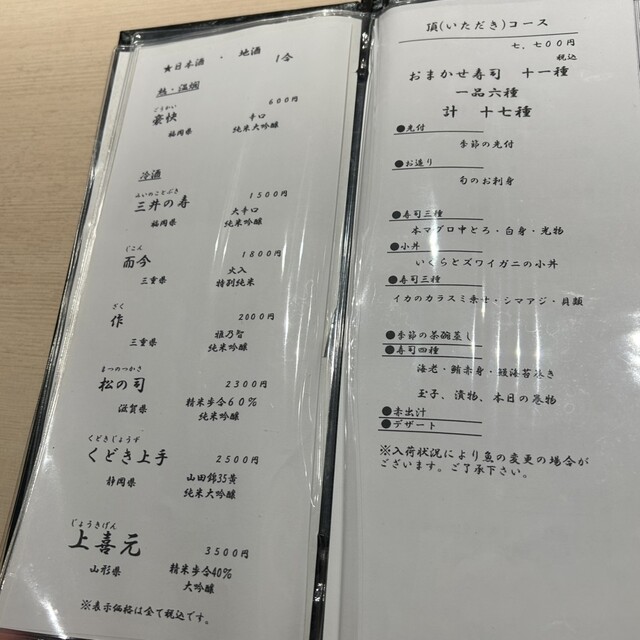 ★日本酒 ・ 地酒 1合
熱・温燗
ごうかい
豪快 600円
辛口
福岡県 純米大吟醸
冷酒
みいのことぶき
三井の寿 1500円
大辛口
福岡県 純米吟醸
じこん
而今 1800円
火入
三重県 特別純米
ざく
作 2000円
雅乃智
三重県 純米吟醸
まつのつかさ
松の司 2300円
精米歩合60%
滋賀県 純米吟醸
くどきじょうず
くどき上手 2500円
山田錦35黄
静岡県 純米大吟醸
じょうきげん
上喜元 3500円
精米歩合40%
山形県 大吟醸
※表示価格は全て税込です。
頂(いただき)コース
七、七00円
税込
おまかせ寿司 十一種
一品六種
計 十七種
●先付
季節の先付
●お造り
旬のお刺身
●寿司三種
本マグロ中とろ・白身・光物
●小丼
いくらとズワイガニの小丼
●寿司三種
イカのカラスミ乗せ・シマアジ・貝類
●季節の茶碗蒸し
●寿司四種
海老・鮪赤身・鰻海苔巻き
玉子、漬物、本日の巻物
●赤出汁
●デザート
※入荷状況により魚の変更の場合が
ございます。ご了承下さい。